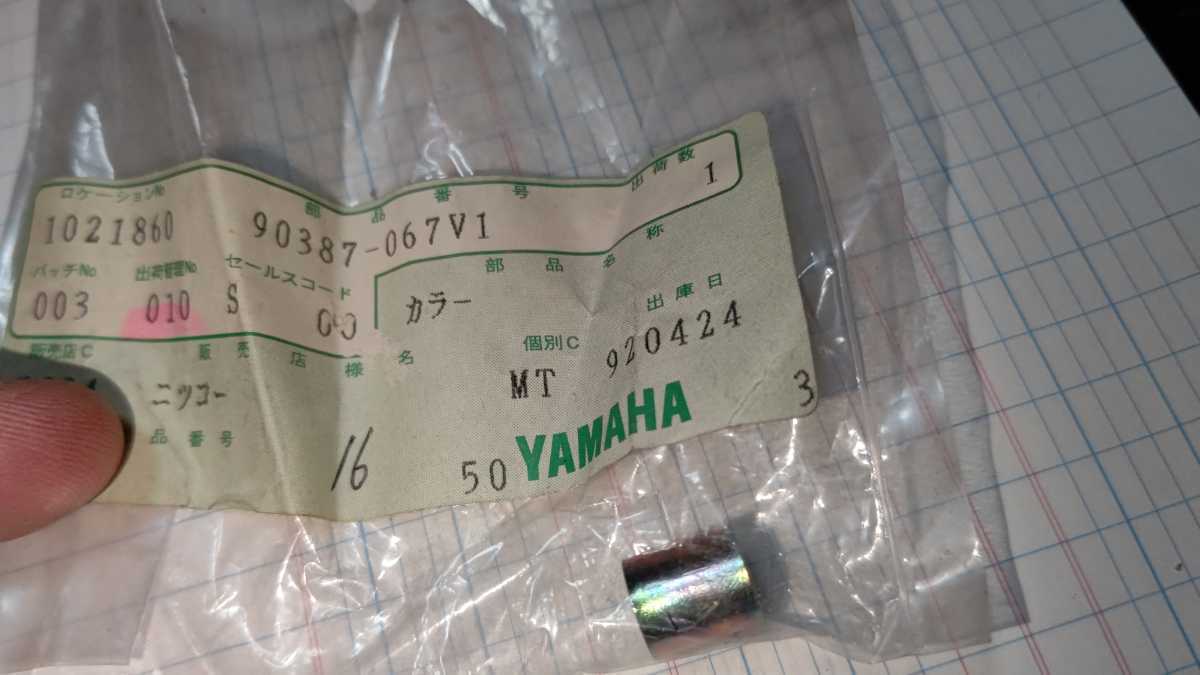 ロケーションNo 部品番号 出荷数
1021860 90387-067V1 1
バッチNo 出荷管理No セールスコード 部品名称
003 010 S カラー
販売店C 販売店様名 個別C 出庫日
ニツコー MT 920424
品番号
16 50 YAMAHA 3